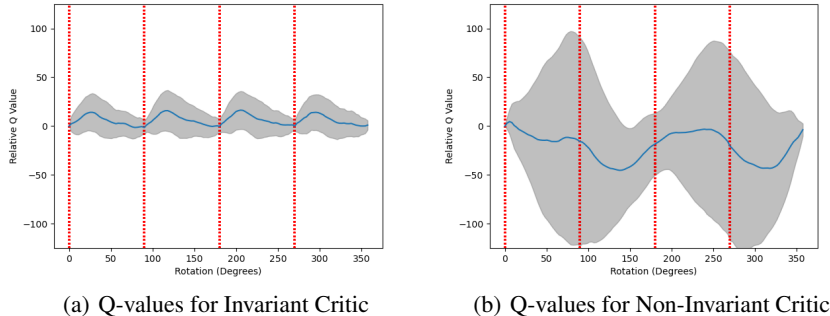 100
50
0
−50
−100
Relative Q Value
0 50 100 150 200 250 300 350
Rotation (Degrees)
(a) Q-values for Invariant Critic
100
50
0
−50
−100
Relative Q Value
0 50 100 150 200 250 300 350
Rotation (Degrees)
(b) Q-values for Non-Invariant Critic